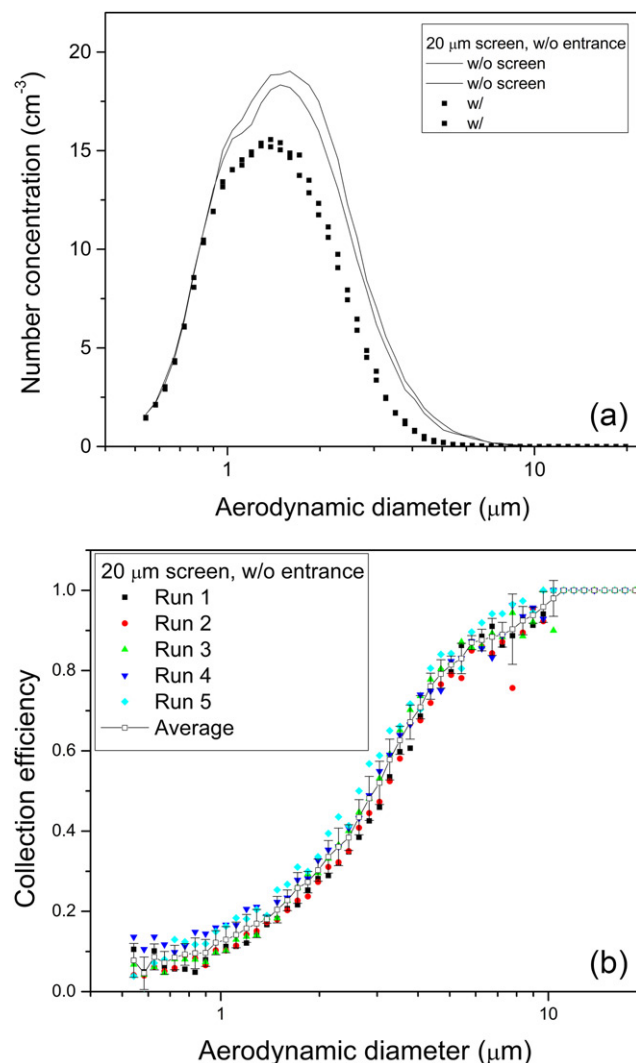 20 μm screen, w/o entrance
w/o screen
w/o screen
w/
w/
20
15
10
5
0
Number concentration (cm-3)
1
10
Aerodynamic diameter (μm)
(a)
20 μm screen, w/o entrance
Run 1
Run 2
Run 3
Run 4
Run 5
Average
1.0
0.8
0.6
0.4
0.2
0.0
Collection efficiency
1
10
Aerodynamic diameter (μm)
(b)